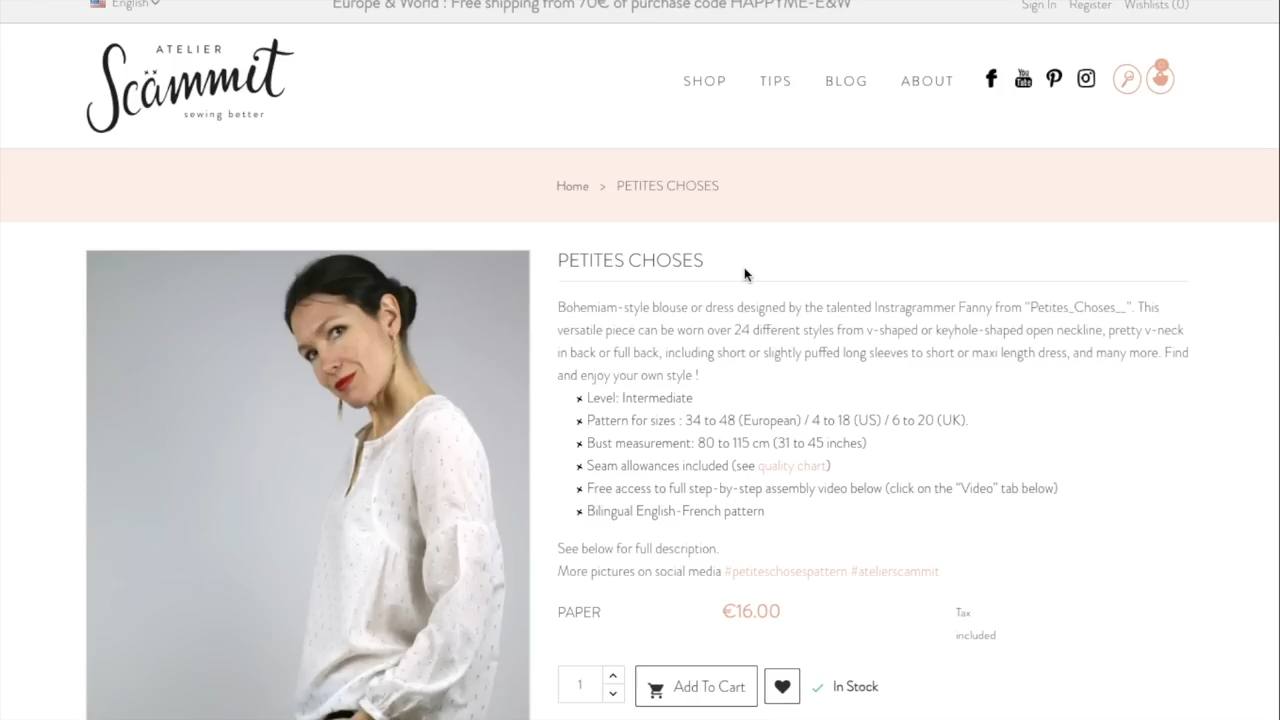 English
Europe & World : Free shipping from 70€ of purchase code HAPPYME-E&W
Sign In Register Wishlists (0)
ATELIER
Scämmit
sewing better
SHOP TIPS BLOG ABOUT
You
Tube
Home > PETITES CHOSES
PETITES CHOSES
Bohemiam-style blouse or dress designed by the talented Instragrammer Fanny from "Petites_Choses__". This
versatile piece can be worn over 24 different styles from v-shaped or keyhole-shaped open neckline, pretty v-neck
in back or full back, including short or slightly puffed long sleeves to short or maxi length dress, and many more. Find
and enjoy your own style !
Level: Intermediate
Pattern for sizes : 34 to 48 (European) / 4 to 18 (US) / 6 to 20 (UK).
Bust measurement: 80 to 115 cm (31 to 45 inches)
Seam allowances included (see quality chart)
Free access to full step-by-step assembly video below (click on the "Video" tab below)
Bilingual English-French pattern
See below for full description.
More pictures on social media #petiteschosespattern #atelierscammit
PAPER €16.00 Tax
included
1 Add To Cart In Stock